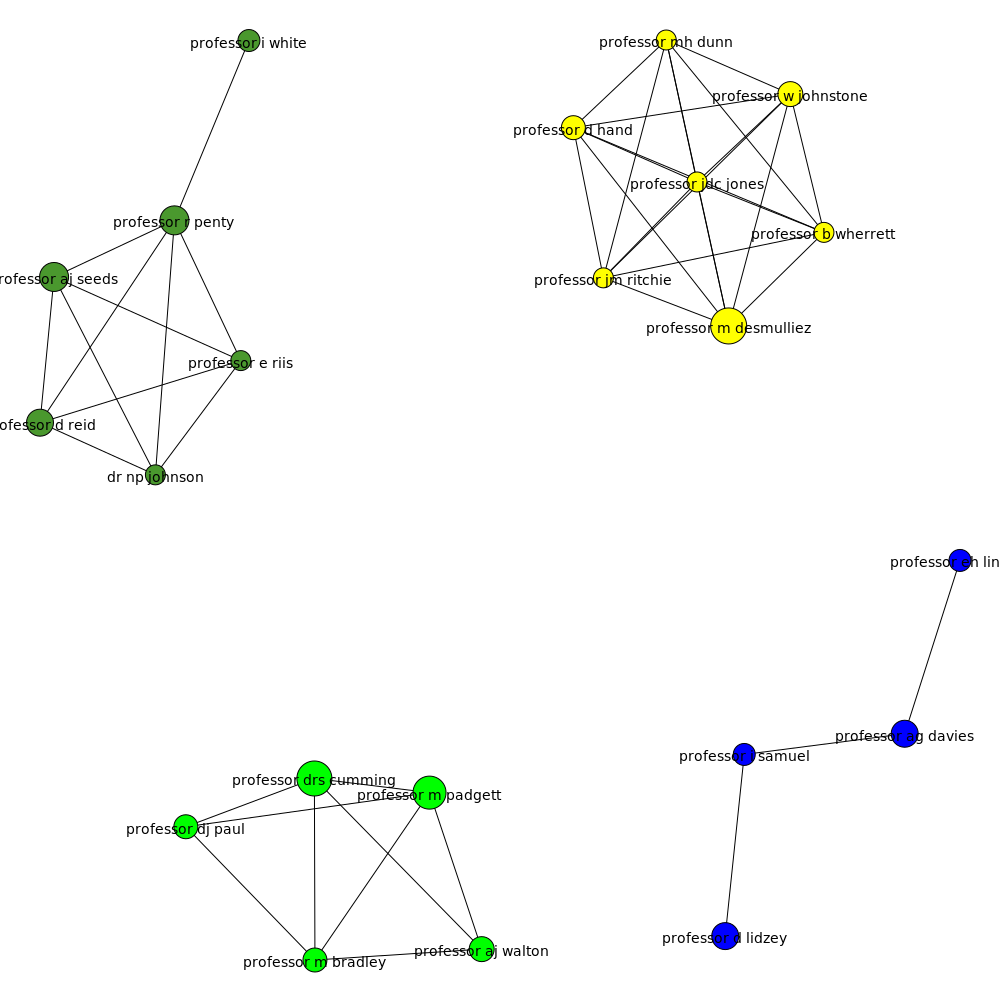 professor i white
professor mh dunn
professor w johnstone
professor d hand
professor jdc jones
professor r penty
professor b wherrett
rofessor aj seeds
professor jm ritchie
professor m desmulliez
professor e riis
ofessor d reid
dr np johnson
professor eh lin
professor ag davies
professor samuel
professor drs cumming
professor m padgett
professor dj paul
professor d lidzey
professor aj walton
professor m bradley